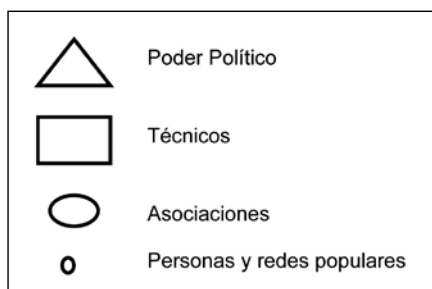 Poder Político
Técnicos
Asociaciones
Personas y redes populares